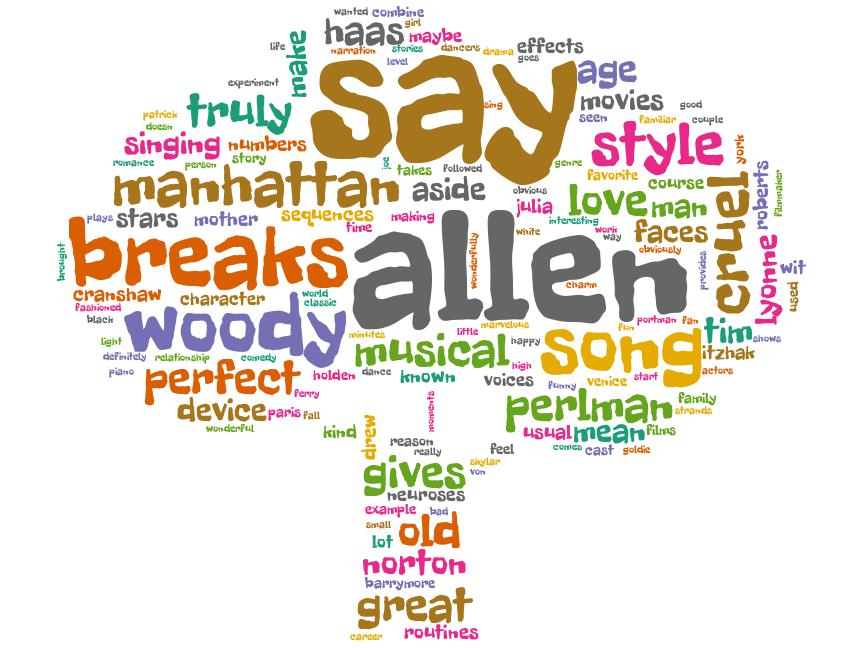 wanted combine
haas girl maybe
life make narration stories dancers drama effects
level goes
say age
experiment movies good
truly sing seen familiar couple
patrick doesn
singing numbers style york
romance person story joe takes followed genre favorite course roberts filmmaker
manhattan aside obvious love man cruel
plays stars mother sequences making julia interesting
time white work way faces
brought breaks allen wonderfully obviously lyonne
provides wit
cranshaw character world classic charm used
fashioned
black woody little marvelous fun portman fan tim shows
light minutes musical happy song itzhak
definitely relationship comedy high actors
piano perfect holden dance known voices funny venice start
ferry
device paris fall moments perlman family strands
wonderful kind drew usual mean films
reason really feel comes cast goldie
gives skylar von
neuroses
example bad
small old
lot
norton
barrymore
great
career routines